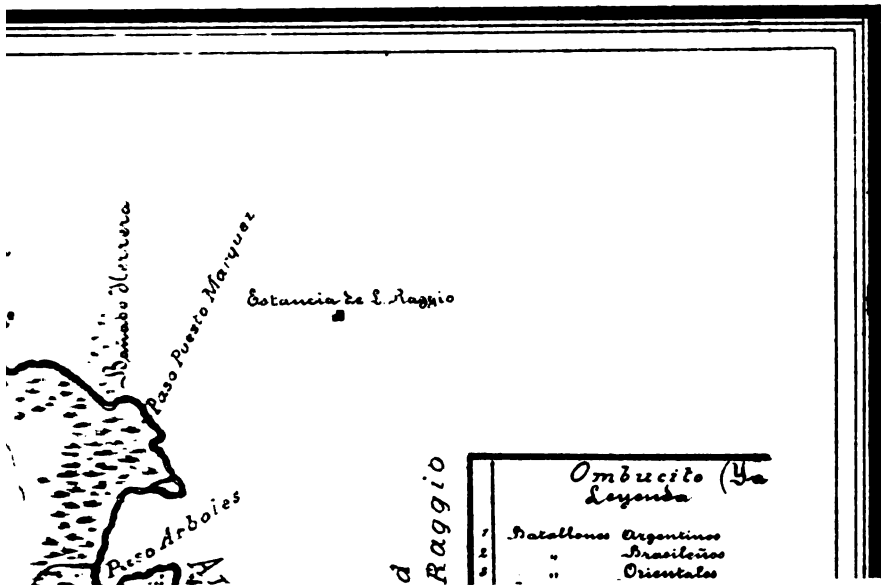 Bañado Herrera
Paso Puesto Marquez
Estancia de L. Raggio
Raggio
d
Paso Arboles
Ombucito (Ya
Leyenda
1 Batallones Argentinos
2 " Brasileños
3 " Orientales